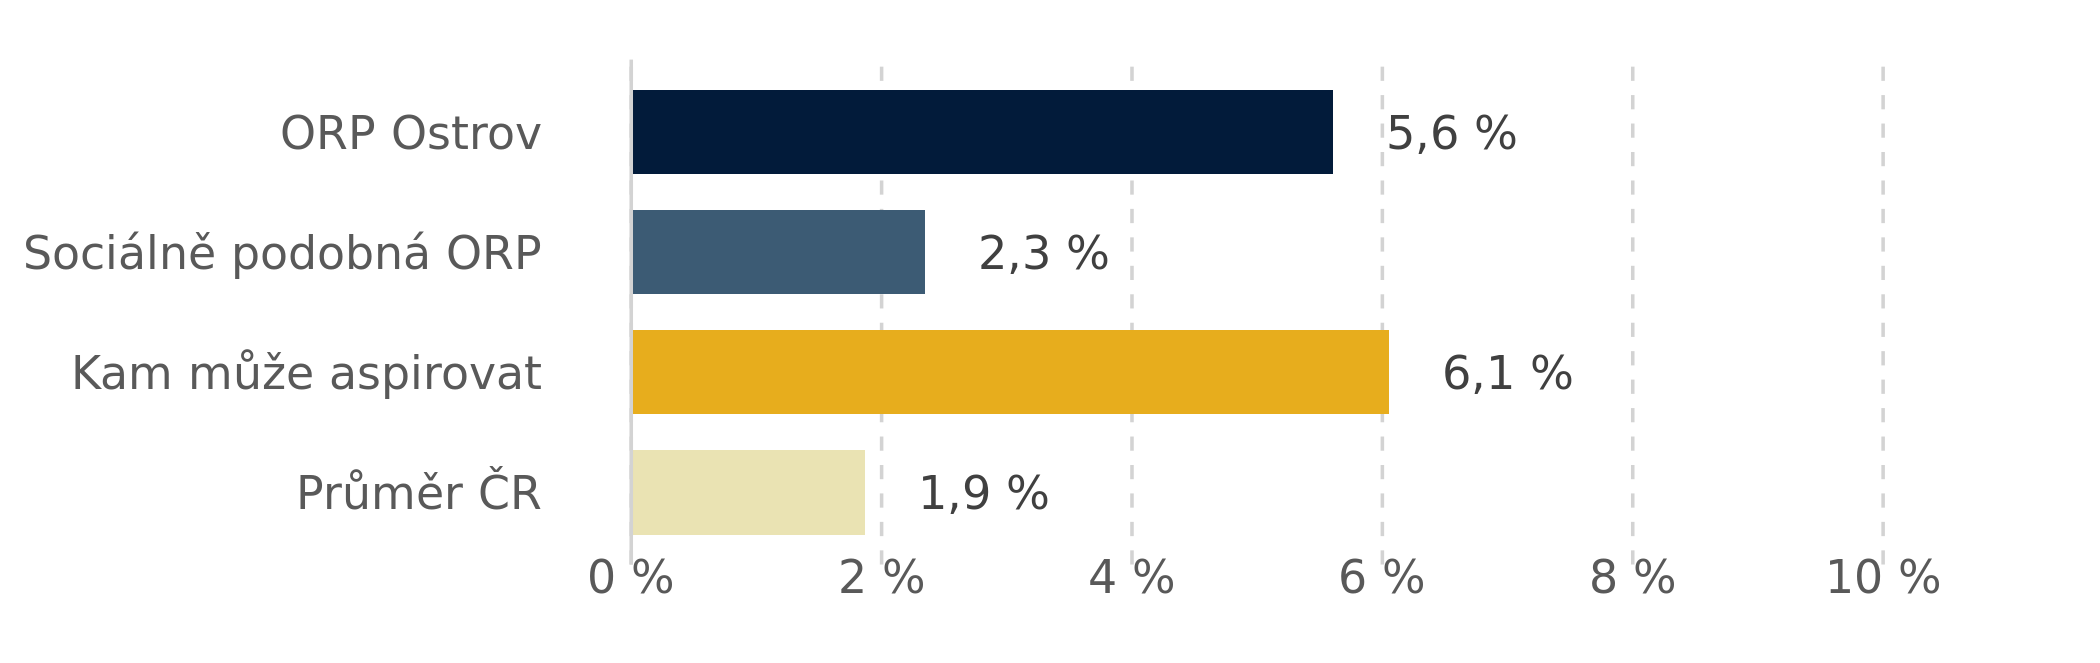 ORP Ostrov 5,6 %
Sociálně podobná ORP 2,3 %
Kam může aspirovat 6,1 %
Průměr ČR 1,9 %
0 % 2 % 4 % 6 % 8 % 10 %